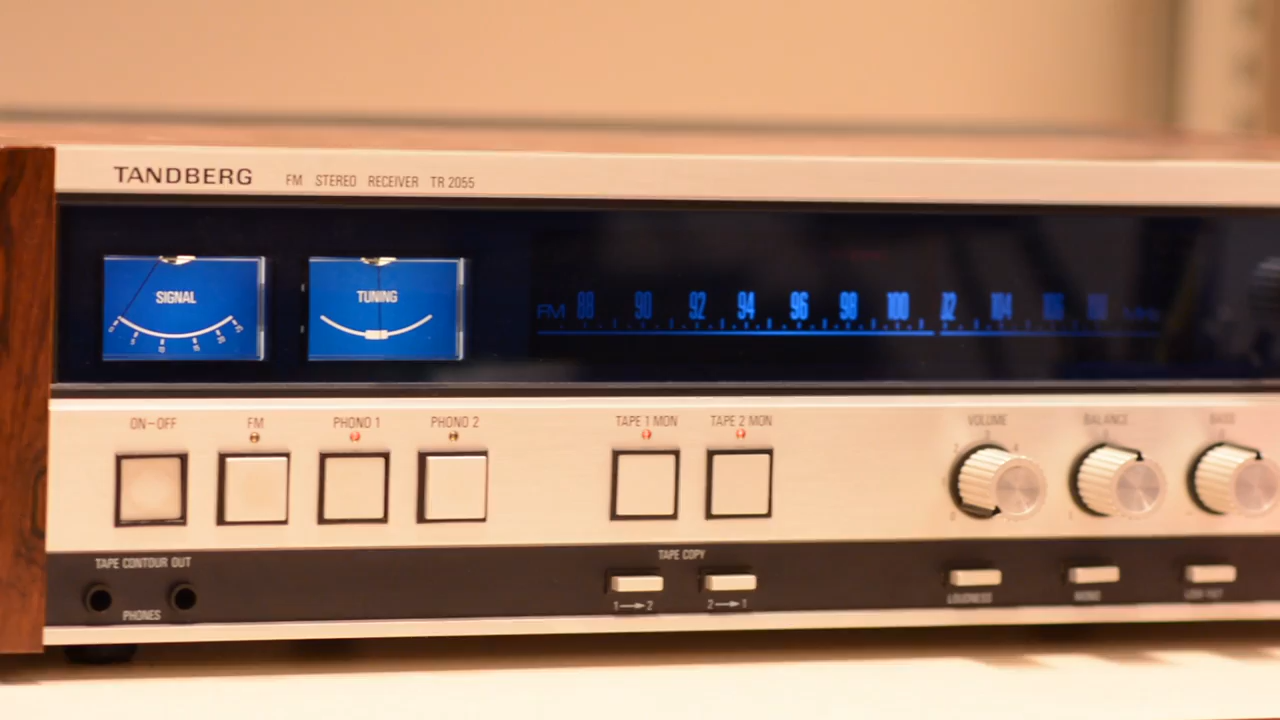 TANDBERG FM STEREO RECEIVER TR 2055
SIGNAL TUNING
FM 88 90 92 94 96 98 100 104 106
ON-OFF FM PHONO 1 PHONO 2 TAPE 1 MON TAPE 2 MON VOLUME BALANCE BASS
TAPE CONTOUR OUT TAPE COPY
PHONES 1→2 2→1 LOUDNESS MONO